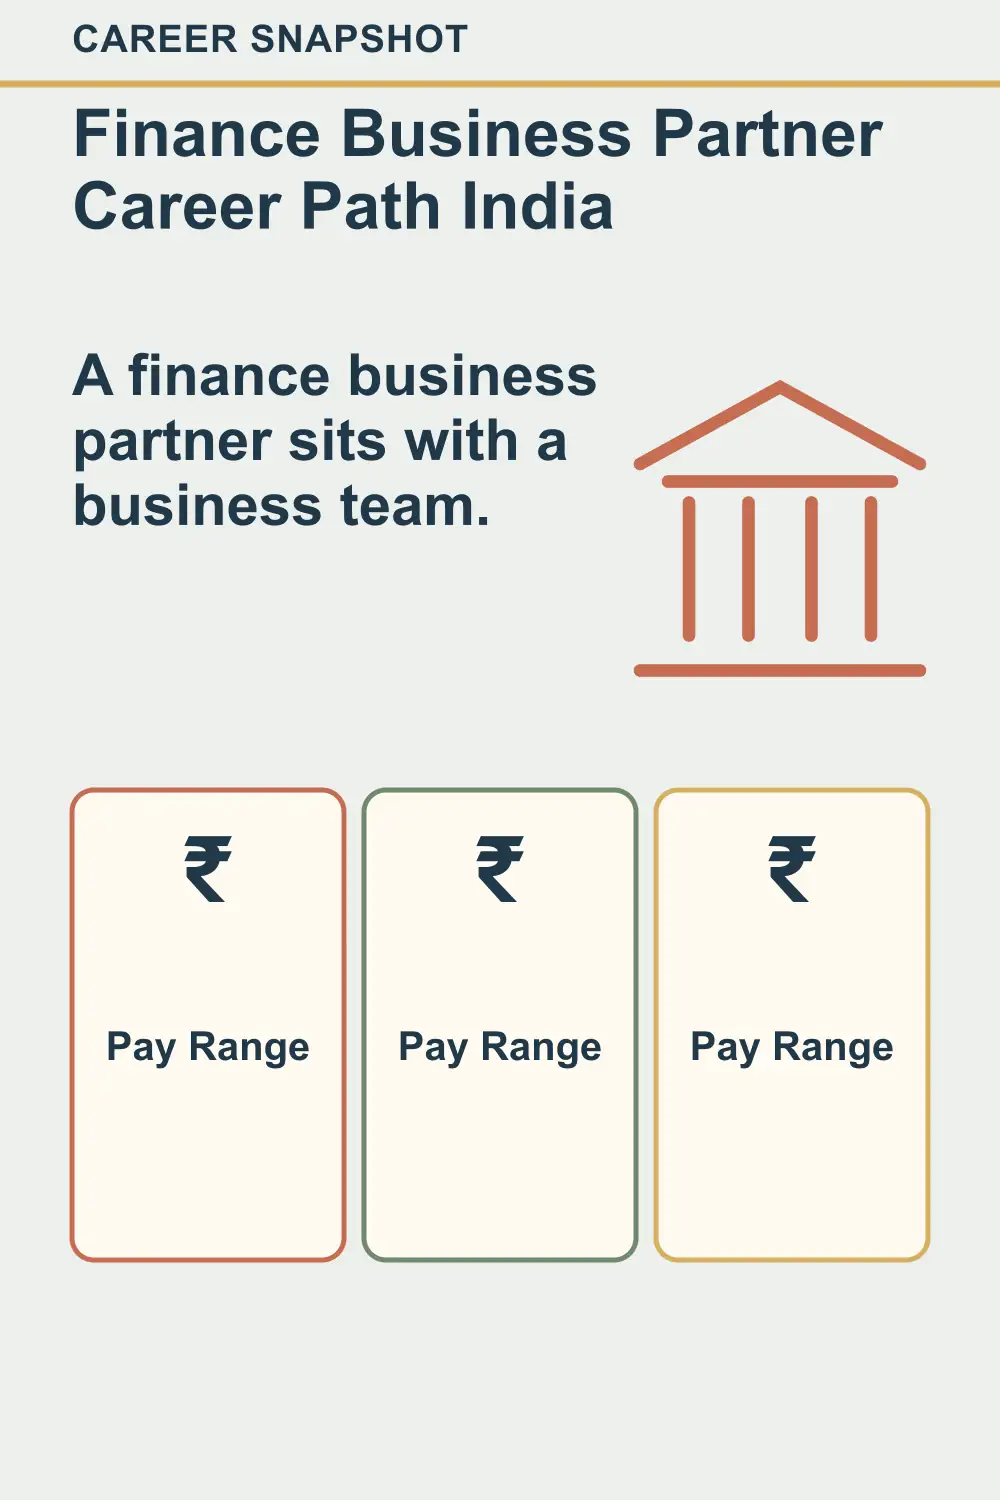 CAREER SNAPSHOT
Finance Business Partner
Career Path India
A finance business
partner sits with a
business team.
₹ ₹ ₹
Pay Range Pay Range Pay Range